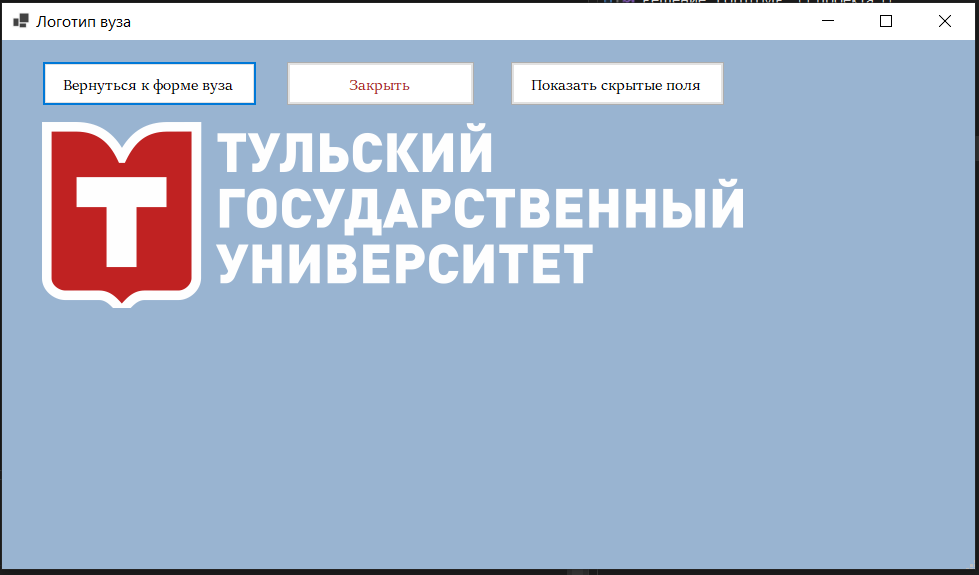 Логотип вуза
Вернуться к форме вуза
Закрыть
Показать скрытые поля
Т
ТУЛЬСКИЙ
ГОСУДАРСТВЕННЫЙ
УНИВЕРСИТЕТ